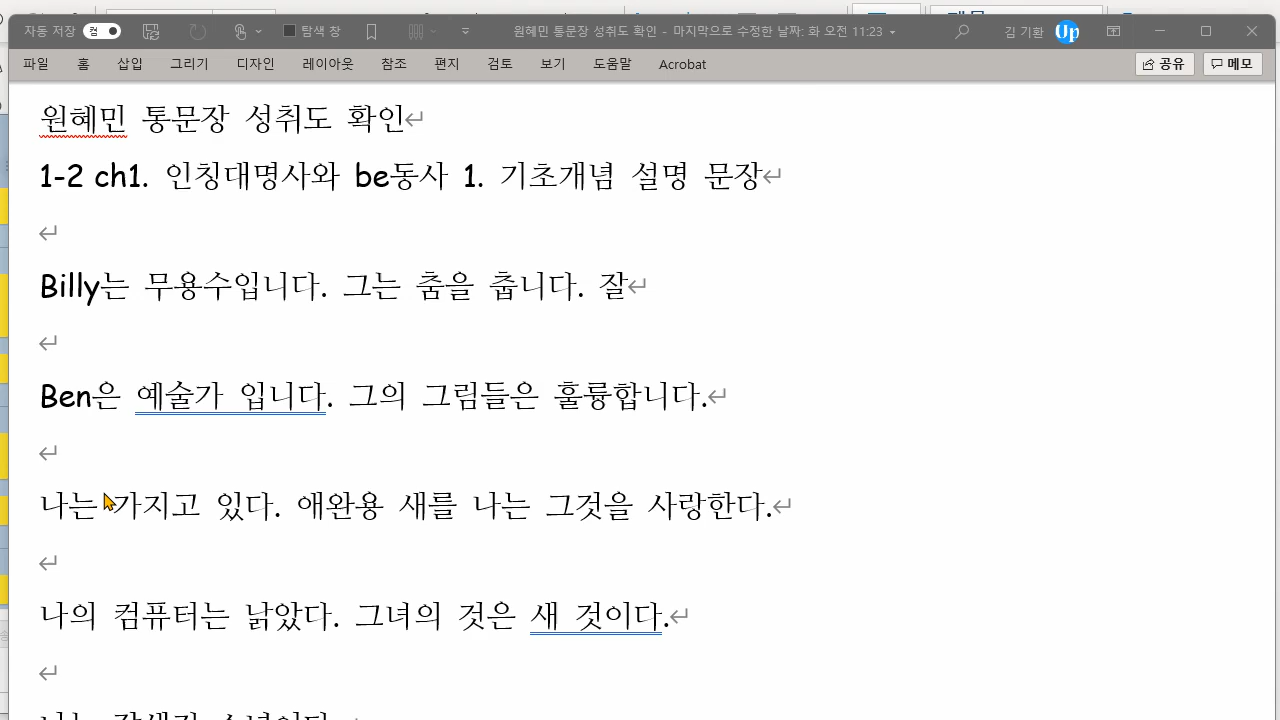 자동 저장 컴 탐색 창 원혜민 통문장 성취도 확인 - 마지막으로 수정한 날짜: 화 오전 11:23 김 기환 Up
파일 홈 삽입 그리기 디자인 레이아웃 참조 편지 검토 보기 도움말 Acrobat 공유 메모
원혜민 통문장 성취도 확인
1-2 ch1. 인칭대명사와 be동사 1. 기초개념 설명 문장
Billy는 무용수입니다. 그는 춤을 춥니다. 잘
Ben은 예술가 입니다. 그의 그림들은 훌륭합니다.
나는 가지고 있다. 애완용 새를 나는 그것을 사랑한다.
나의 컴퓨터는 낡았다. 그녀의 것은 새 것이다.